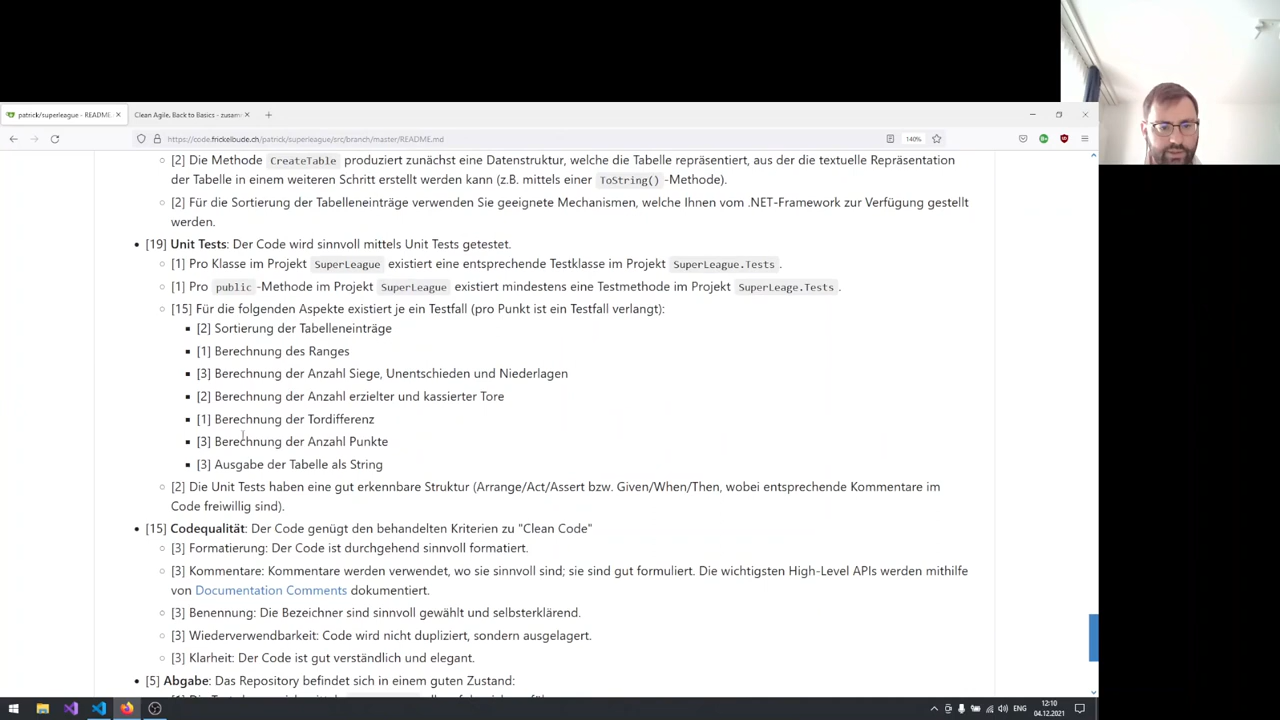 patrick/superleague - README.
Clean Agile, Back to Basics - zusam
https://code.frickelbude.ch/patrick/superleague/src/branch/master/README.md
140%
[2] Die Methode CreateTable produziert zunächst eine Datenstruktur, welche die Tabelle repräsentiert, aus der die textuelle Repräsentation
der Tabelle in einem weiteren Schritt erstellt werden kann (z.B. mittels einer ToString()-Methode).
[2] Für die Sortierung der Tabelleneinträge verwenden Sie geeignete Mechanismen, welche Ihnen vom .NET-Framework zur Verfügung gestellt
werden.
[19] Unit Tests: Der Code wird sinnvoll mittels Unit Tests getestet.
[1] Pro Klasse im Projekt SuperLeague existiert eine entsprechende Testklasse im Projekt SuperLeague.Tests.
[1] Pro public-Methode im Projekt SuperLeague existiert mindestens eine Testmethode im Projekt SuperLeage.Tests.
[15] Für die folgenden Aspekte existiert je ein Testfall (pro Punkt ist ein Testfall verlangt):
[2] Sortierung der Tabelleneinträge
[1] Berechnung des Ranges
[3] Berechnung der Anzahl Siege, Unentschieden und Niederlagen
[2] Berechnung der Anzahl erzielter und kassierter Tore
[1] Berechnung der Tordifferenz
[3] Berechnung der Anzahl Punkte
[3] Ausgabe der Tabelle als String
[2] Die Unit Tests haben eine gut erkennbare Struktur (Arrange/Act/Assert bzw. Given/When/Then, wobei entsprechende Kommentare im
Code freiwillig sind).
[15] Codequalität: Der Code genügt den behandelten Kriterien zu "Clean Code"
[3] Formatierung: Der Code ist durchgehend sinnvoll formatiert.
[3] Kommentare: Kommentare werden verwendet, wo sie sinnvoll sind; sie sind gut formuliert. Die wichtigsten High-Level APIs werden mithilfe
von Documentation Comments dokumentiert.
[3] Benennung: Die Bezeichner sind sinnvoll gewählt und selbsterklärend.
[3] Wiederverwendbarkeit: Code wird nicht dupliziert, sondern ausgelagert.
[3] Klarheit: Der Code ist gut verständlich und elegant.
[5] Abgabe: Das Repository befindet sich in einem guten Zustand:
ENG
12:10
04.12.2021